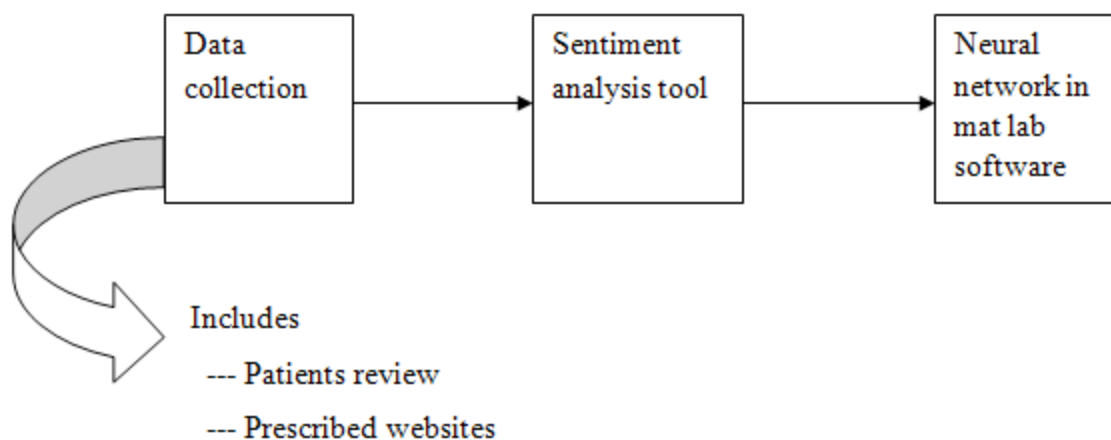 Data
collection
Sentiment
analysis tool
Neural
network in
mat lab
software
Includes
--- Patients review
--- Prescribed websites